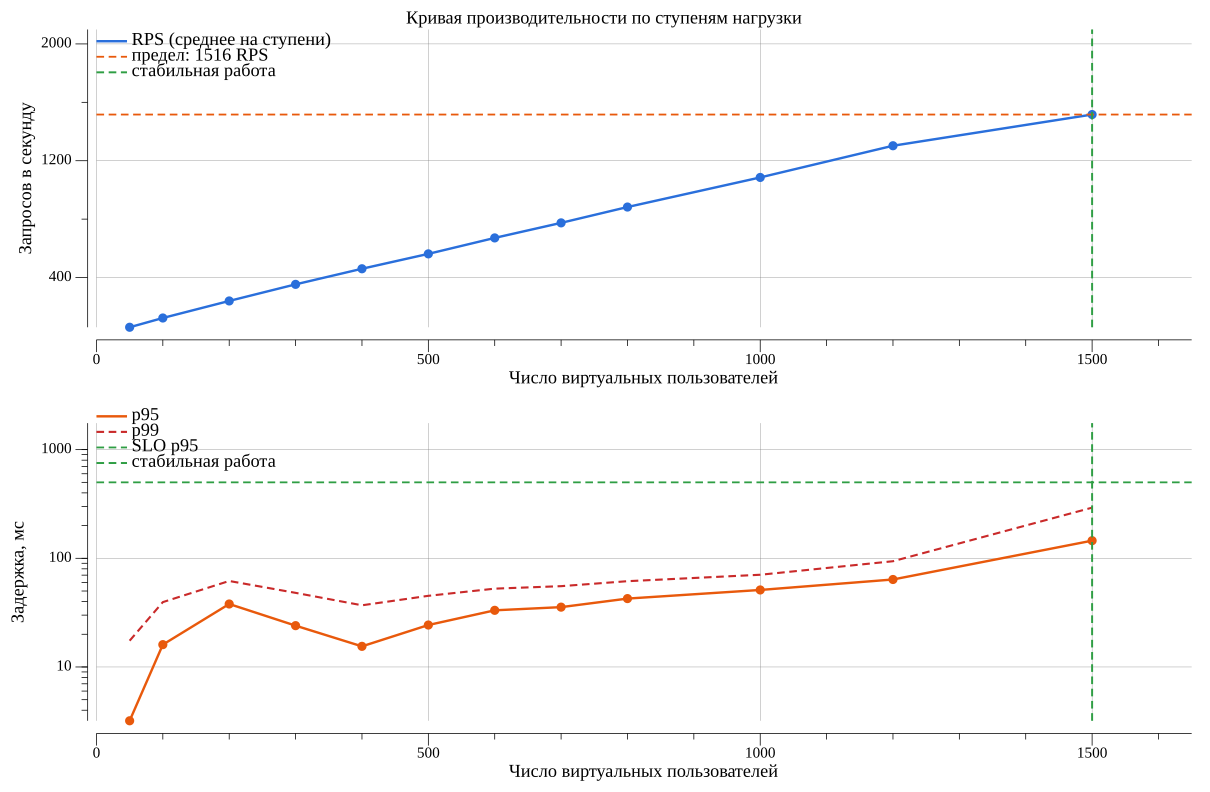 Кривая производительности по ступеням нагрузки
RPS (среднее на ступени)
предел: 1516 RPS
стабильная работа
Запросов в секунду
2000
1200
400
0 500 1000 1500
Число виртуальных пользователей
p95
p99
SLO p95
стабильная работа
Задержка, мс
1000
100
10
0 500 1000 1500
Число виртуальных пользователей